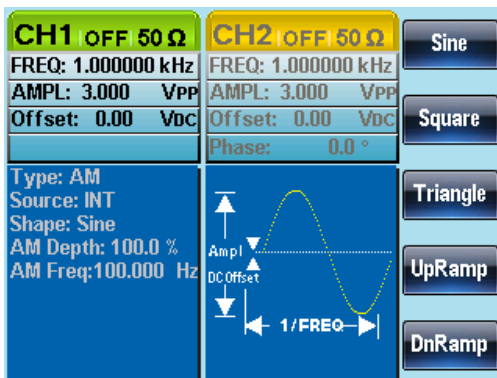 CH1 OFF 50 Ω
FREQ: 1.000000 kHz
AMPL: 3.000 VPP
Offset: 0.00 VDC
CH2 OFF 50 Ω
FREQ: 1.000000 kHz
AMPL: 3.000 VPP
Offset: 0.00 VDC
Phase: 0.0 °
Type: AM
Source: INT
Shape: Sine
AM Depth: 100.0 %
AM Freq:100.000 Hz
Ampl
DC Offset
1/FREQ
Sine
Square
Triangle
UpRamp
DnRamp